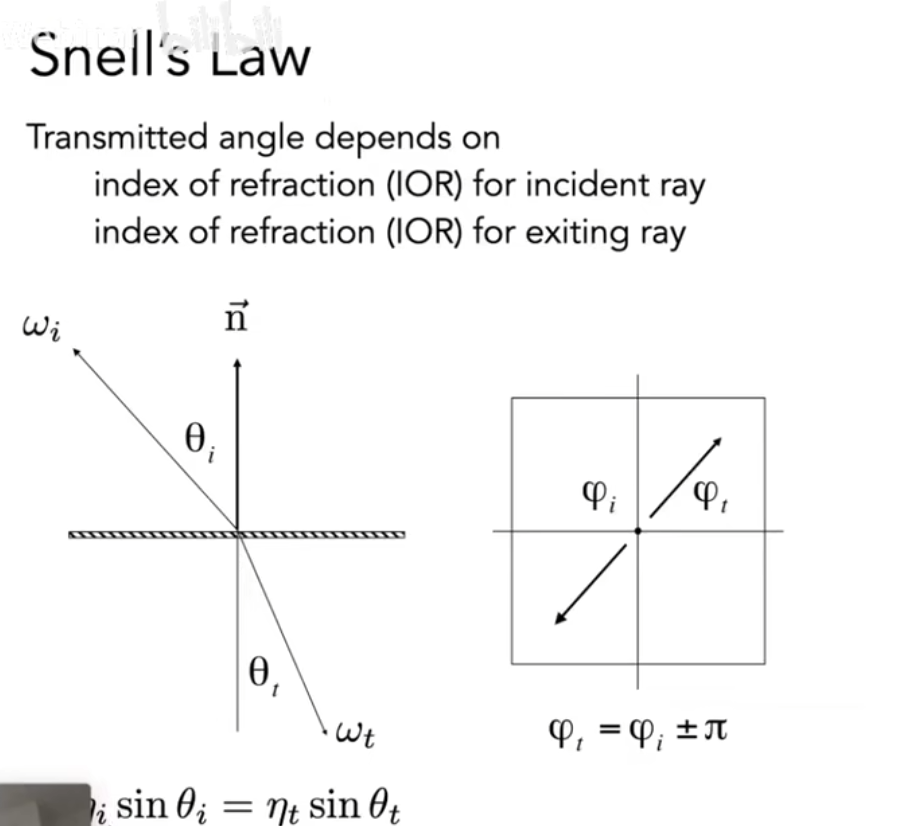 bilibili
Snell's Law
Transmitted angle depends on
index of refraction (IOR) for incident ray
index of refraction (IOR) for exiting ray
ωi
n⃗
θi
φi
φt
θt
ωt
φt = φi ± π
i sin θi = ηt sin θt